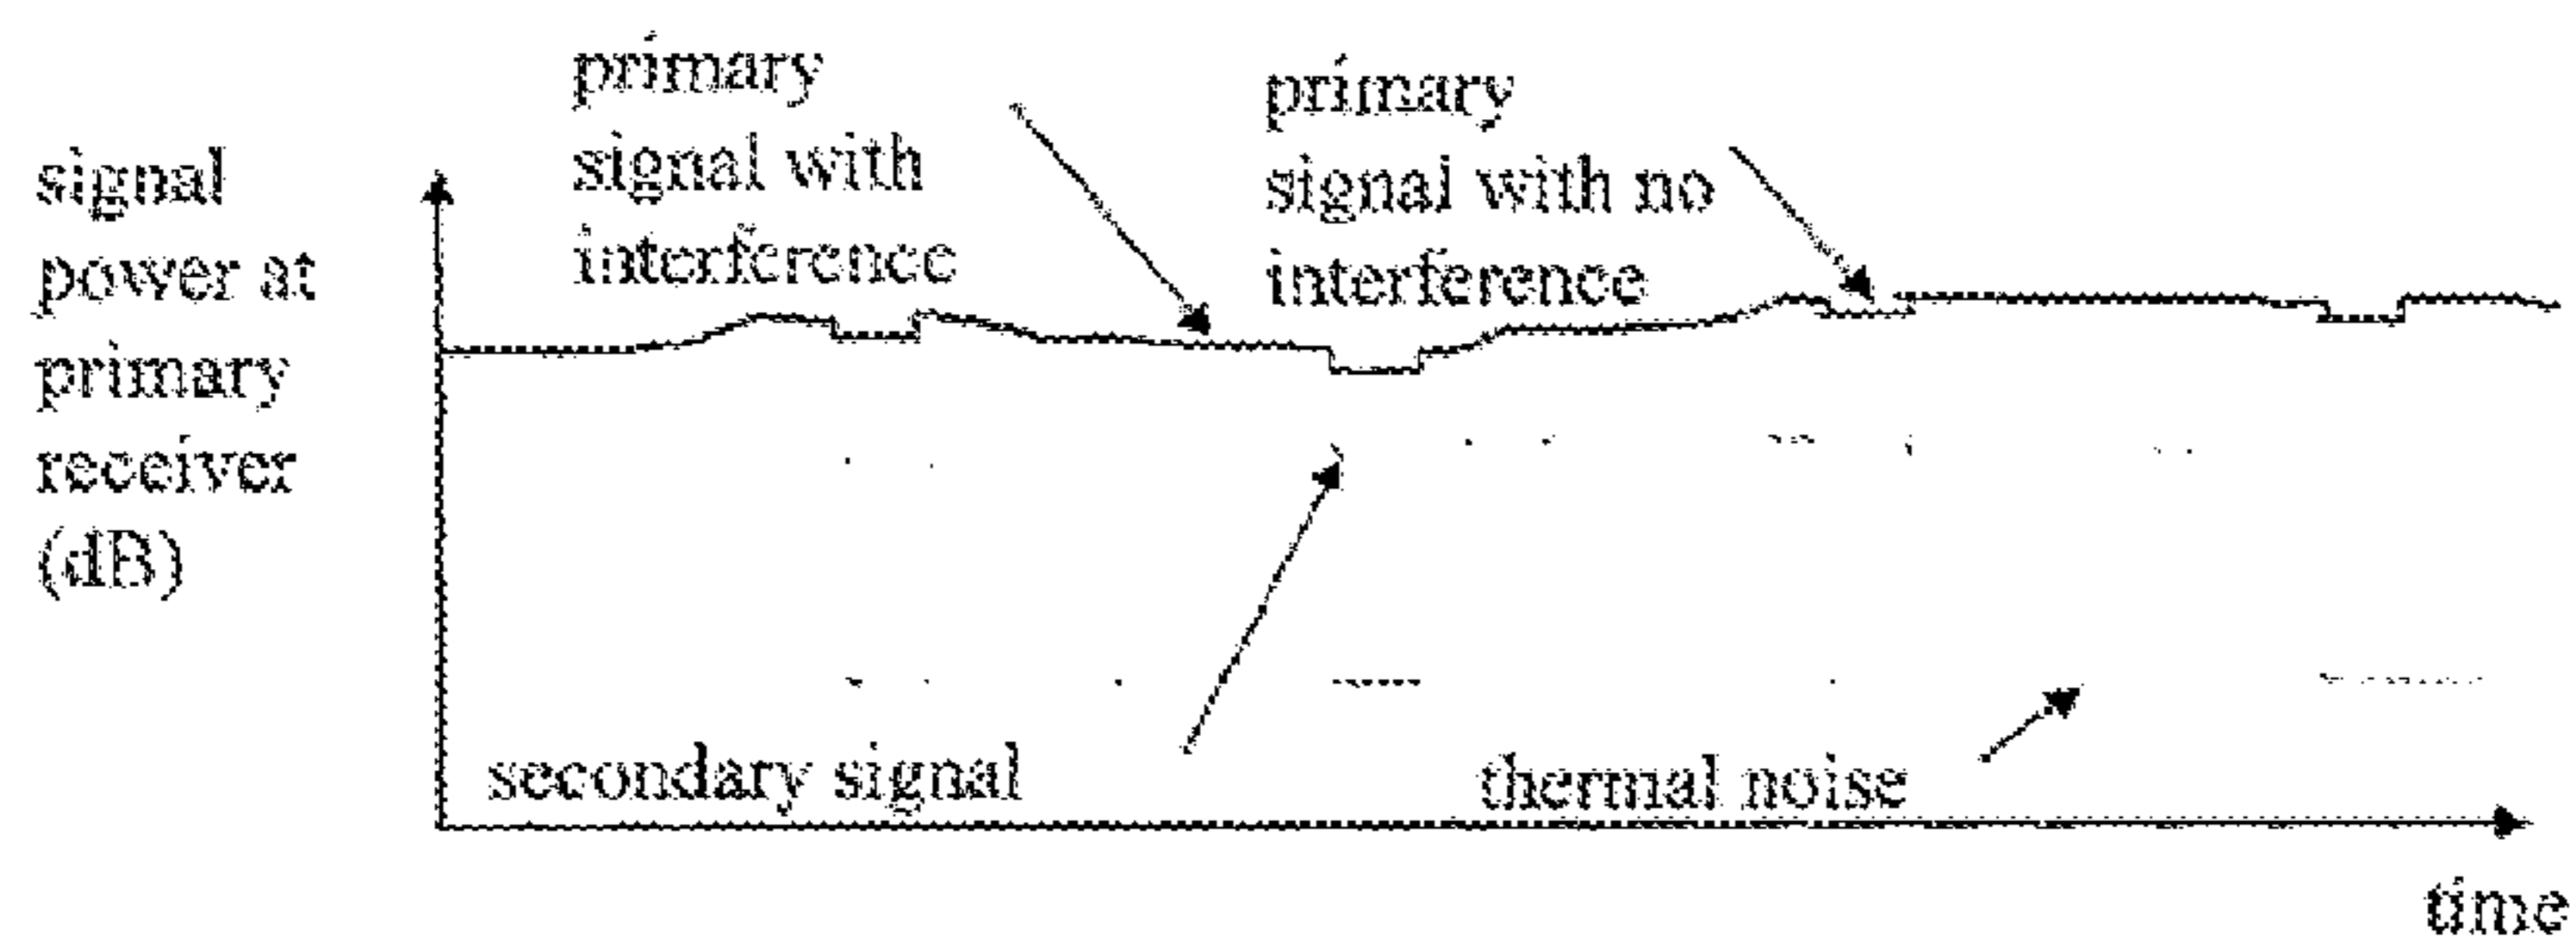 signal
power at
primary
receiver
(dB)
primary
signal with
interference
primary
signal with no
interference
secondary signal
thermal noise
time